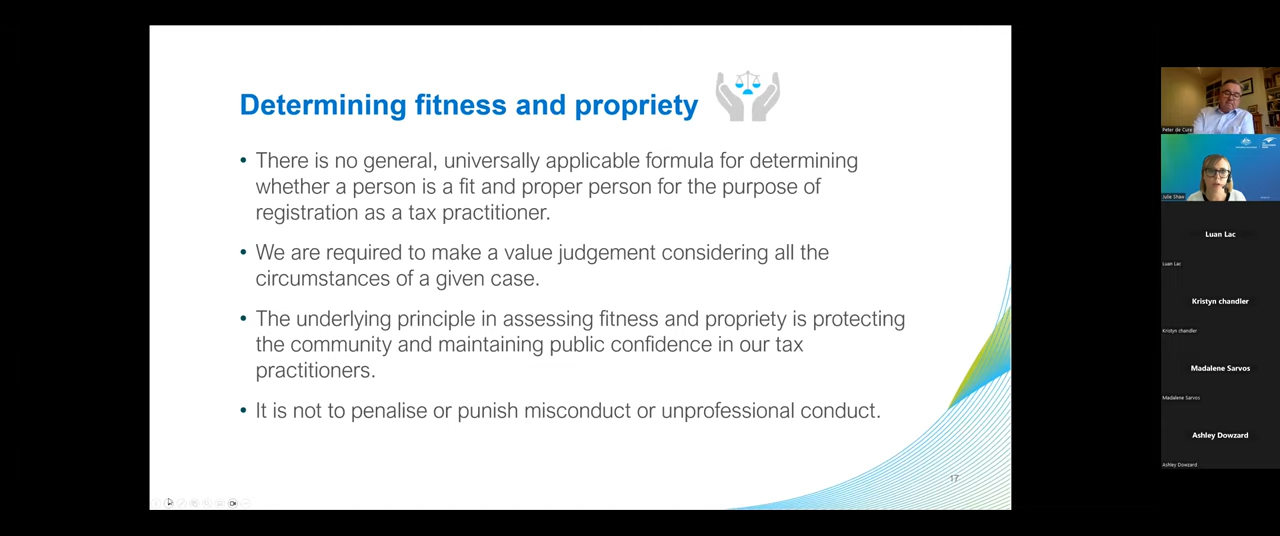 Determining fitness and propriety
• There is no general, universally applicable formula for determining
whether a person is a fit and proper person for the purpose of
registration as a tax practitioner.
• We are required to make a value judgement considering all the
circumstances of a given case.
• The underlying principle in assessing fitness and propriety is protecting
the community and maintaining public confidence in our tax
practitioners.
• It is not to penalise or punish misconduct or unprofessional conduct.
17
Peter de Cure
Julie Shaw
Luan Lac
Luan Lac
Kristyn chandler
Kristyn chandler
Madalene Sarvos
Madalene Sarvos
Ashley Dowzard
Ashley Dowzard